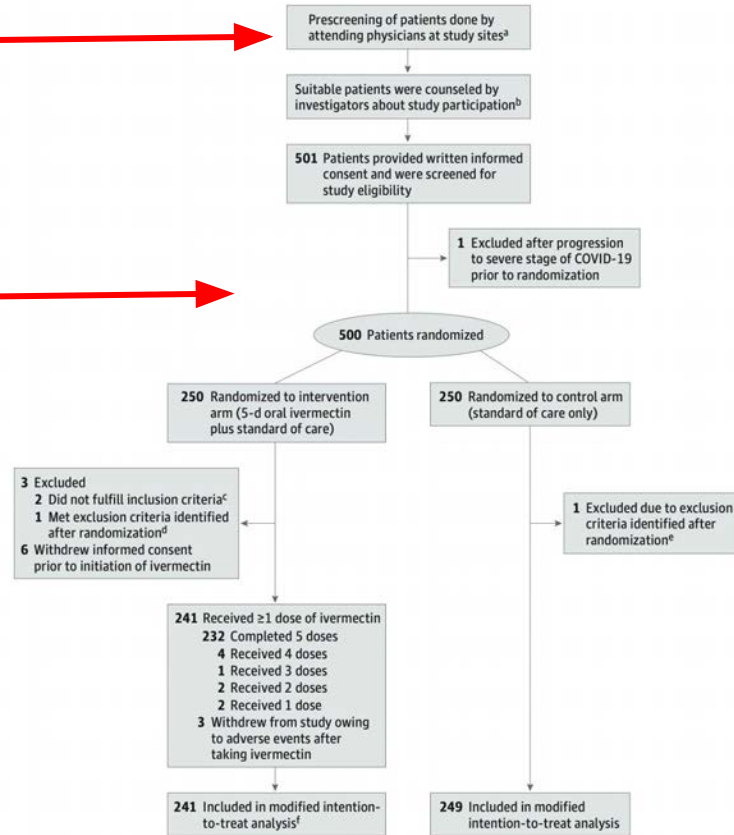 Prescreening of patients done by
attending physicians at study sitesᵃ
Suitable patients were counseled by
investigators about study participationᵇ
501 Patients provided written informed
consent and were screened for
study eligibility
1 Excluded after progression
to severe stage of COVID-19
prior to randomization
500 Patients randomized
250 Randomized to intervention
arm (5-d oral ivermectin
plus standard of care)
250 Randomized to control arm
(standard of care only)
3 Excluded
2 Did not fulfill inclusion criteriaᶜ
1 Met exclusion criteria identified
after randomizationᵈ
6 Withdrew informed consent
prior to initiation of ivermectin
1 Excluded due to exclusion
criteria identified after
randomizationᵉ
241 Received ≥1 dose of ivermectin
232 Completed 5 doses
4 Received 4 doses
1 Received 3 doses
2 Received 2 doses
2 Received 1 dose
3 Withdrew from study owing
to adverse events after
taking ivermectin
241 Included in modified intention-
to-treat analysisᶠ
249 Included in modified
intention-to-treat analysis